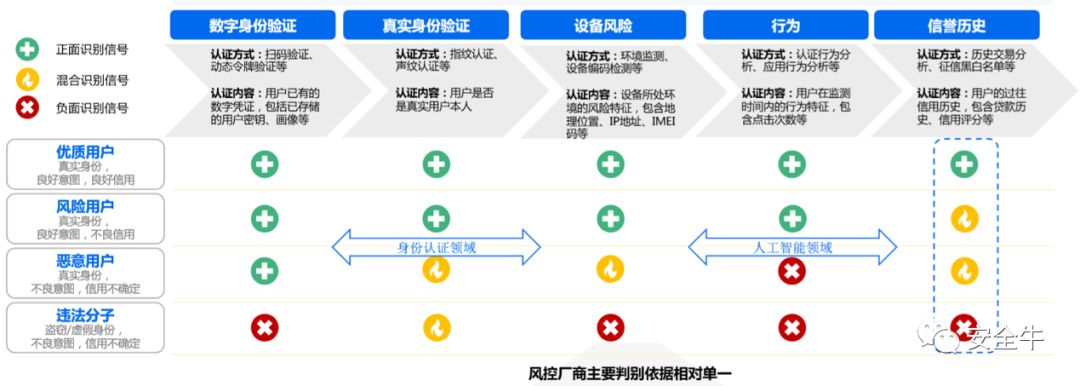 数字身份验证
真实身份验证
设备风险
行为
信誉历史
正面识别信号
混合识别信号
负面识别信号
认证方式：扫码验证、
动态令牌验证等
认证内容：用户已有的
数字凭证，包括已存储
的用户密钥、画像等
认证方式：指纹认证、
声纹认证等
认证内容：用户是否
是真实用户本人
认证方式：环境监测、
设备编码检测等
认证内容：设备所处环
境的风险特征，包含地
理位置、IP地址、IMEI
码等
认证方式：认证行为分
析、应用行为分析等
认证内容：用户在监测
时间内的行为特征，包
含点击次数等
认证方式：历史交易分
析、征信黑白名单等
认证内容：用户的过往
信用历史，包含贷款历
史、信用评分等
优质用户
真实身份，
良好意图，良好信用
风险用户
真实身份，
良好意图，不良信用
身份认证领域
人工智能领域
恶意用户
真实身份，
不良意图，信用不确定
违法分子
盗窃/虚假身份，
不良意图，信用不确定
安全牛
风控厂商主要判别依据相对单一